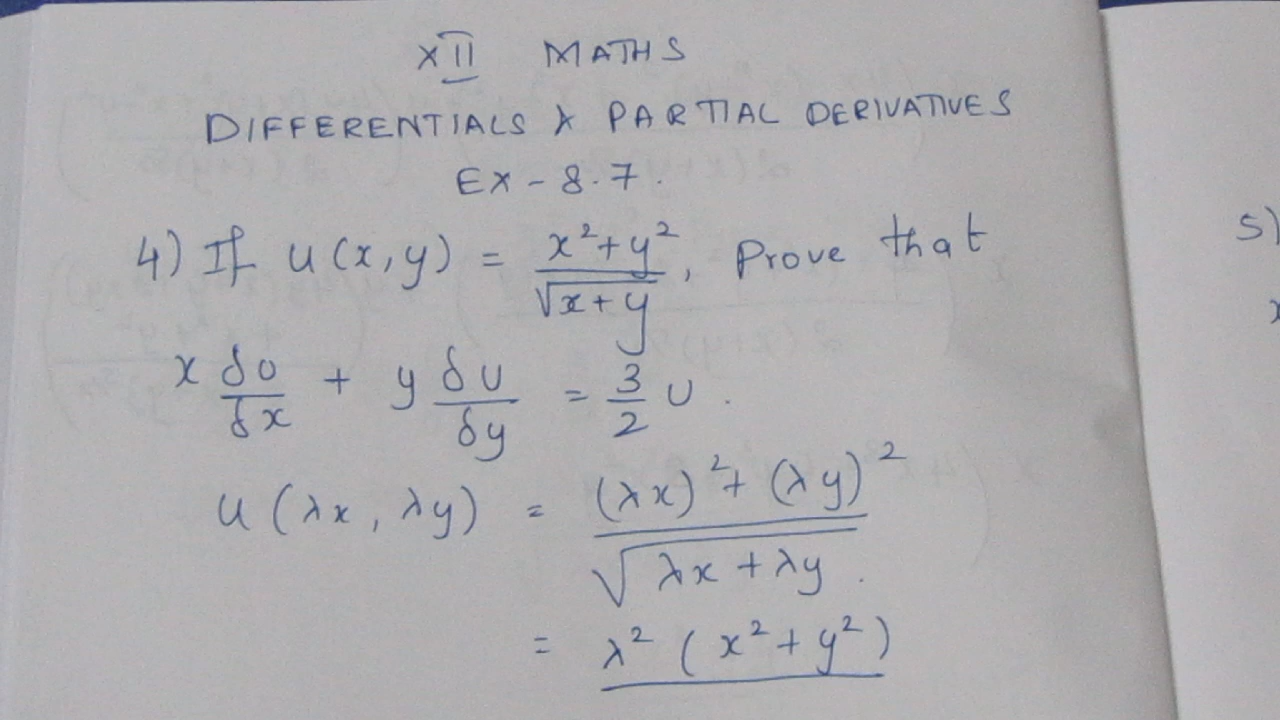 XII MATHS
DIFFERENTIALS & PARTIAL DERIVATIVES
EX - 8.7.
4) If u(x,y) = x²+y² / √x+y, Prove that
x δu/δx + y δu/δy = 3/2 u.
u(λx, λy) = (λx)²+(λy)² / √λx+λy.
= λ²(x²+y²)
5)